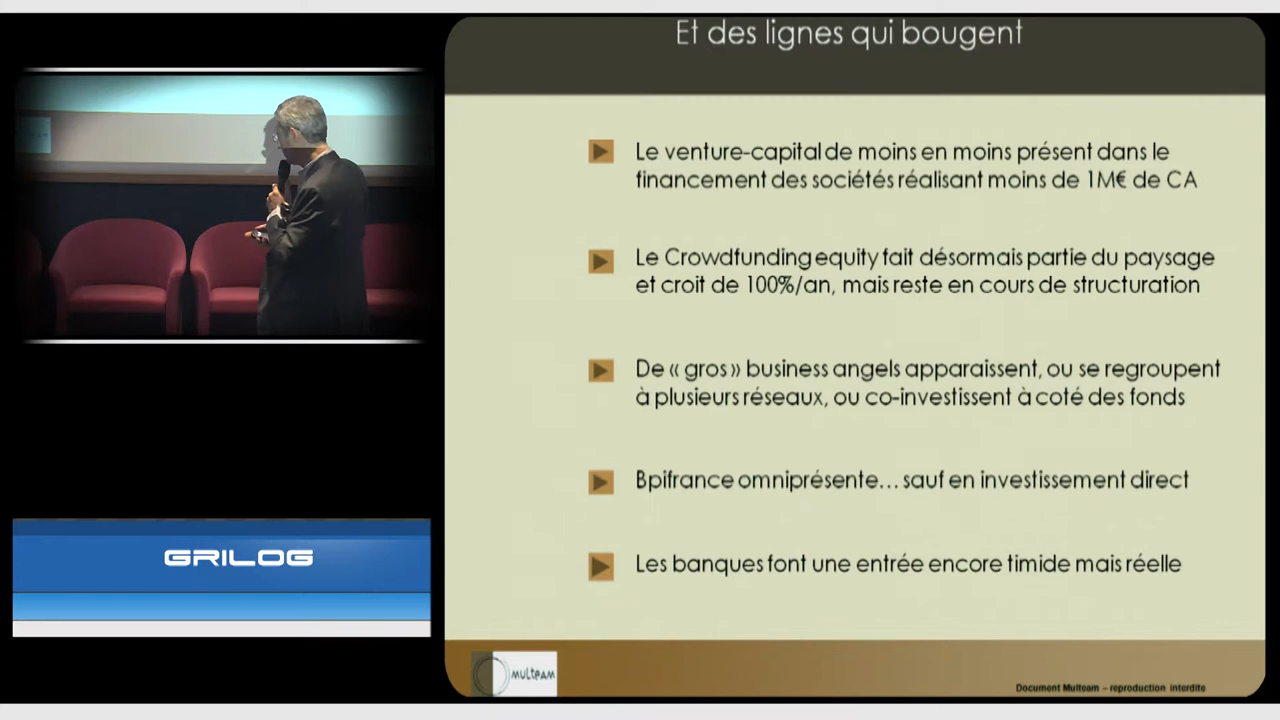 Et des lignes qui bougent
Le venture-capital de moins en moins présent dans le
financement des sociétés réalisant moins de 1M€ de CA
Le Crowdfunding equity fait désormais partie du paysage
et croit de 100%/an, mais reste en cours de structuration
De « gros » business angels apparaissent, ou se regroupent
à plusieurs réseaux, ou co-investissent à coté des fonds
Bpifrance omniprésente... sauf en investissement direct
Les banques font une entrée encore timide mais réelle
GRILOG
MULTEAM
Document Multeam – reproduction interdite